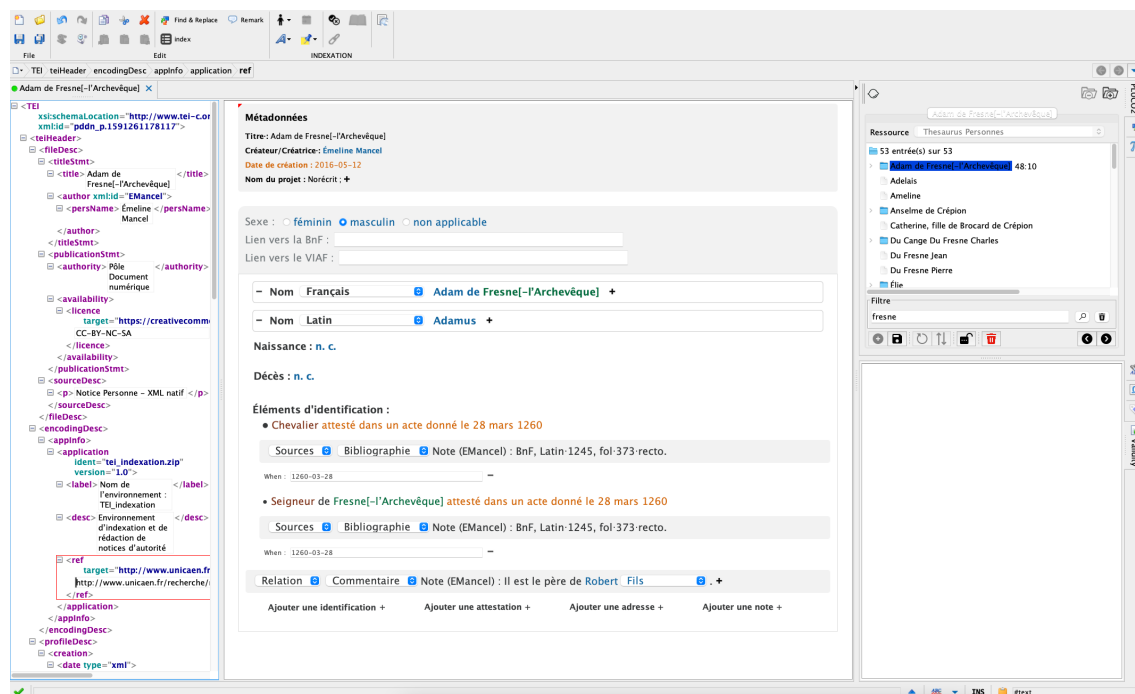 Find & Replace
Remark
index
File
Edit
INDEXATION
TEI teiHeader encodingDesc appInfo application ref
Adam de Fresne[-l'Archevêque]
<TEI
xsi:schemaLocation="http://www.tei-c.or
xml:id="pddn_p.1591261178117">
<teiHeader>
<fileDesc>
<titleStmt>
<title> Adam de </title>
Fresne[-l'Archevêque]
<author xml:id="EMancel">
<persName> Émeline </persName>
Mancel
</author>
</titleStmt>
<publicationStmt>
<authority> Pôle </authority>
Document
numérique
<availability>
<licence
target="https://creativecomme
CC-BY-NC-SA
</licence>
</availability>
</publicationStmt>
<sourceDesc>
<p> Notice Personne – XML natif </p>
</sourceDesc>
</fileDesc>
<encodingDesc>
<appInfo>
<application
ident="tei_indexation.zip"
version="1.0">
<label> Nom de </label>
l'environnement :
TEI_indexation
<desc> Environnement </desc>
d'indexation et de
rédaction de
notices d'autorité
<ref
target="http://www.unicaen.fr
http://www.unicaen.fr/recherche/
</ref>
</application>
</appInfo>
</encodingDesc>
<profileDesc>
<creation>
<date type="xml">
Métadonnées
Titre : Adam de Fresne[-l'Archevêque]
Créateur/Créatrice : Émeline Mancel
Date de création : 2016-05-12
Nom du projet : Norécrit ; +
Sexe : féminin masculin non applicable
Lien vers la BnF :
Lien vers le VIAF :
– Nom Français Adam de Fresne[-l'Archevêque] +
– Nom Latin Adamus +
Naissance : n. c.
Décès : n. c.
Éléments d'identification :
• Chevalier attesté dans un acte donné le 28 mars 1260
Sources Bibliographie Note (EMancel) : BnF, Latin·1245, fol·373·recto.
When : 1260-03-28 –
• Seigneur de Fresne[-l'Archevêque] attesté dans un acte donné le 28 mars 1260
Sources Bibliographie Note (EMancel) : BnF, Latin·1245, fol·373·recto.
When : 1260-03-28 –
Relation Commentaire Note (EMancel) : Il est le père de Robert Fils . +
Ajouter une identification + Ajouter une attestation + Ajouter une adresse + Ajouter une note +
Adam de Fresne[-l'Archevêque]
Ressource Thesaurus Personnes
53 entrée(s) sur 53
Adam de Fresne[-l'Archevêque] 48:10
Adelais
Ameline
Anselme de Crépion
Catherine, fille de Brocard de Crépion
Du Cange Du Fresne Charles
Du Fresne Jean
Du Fresne Pierre
Élie
Filtre
fresne
Validity
INS
#text